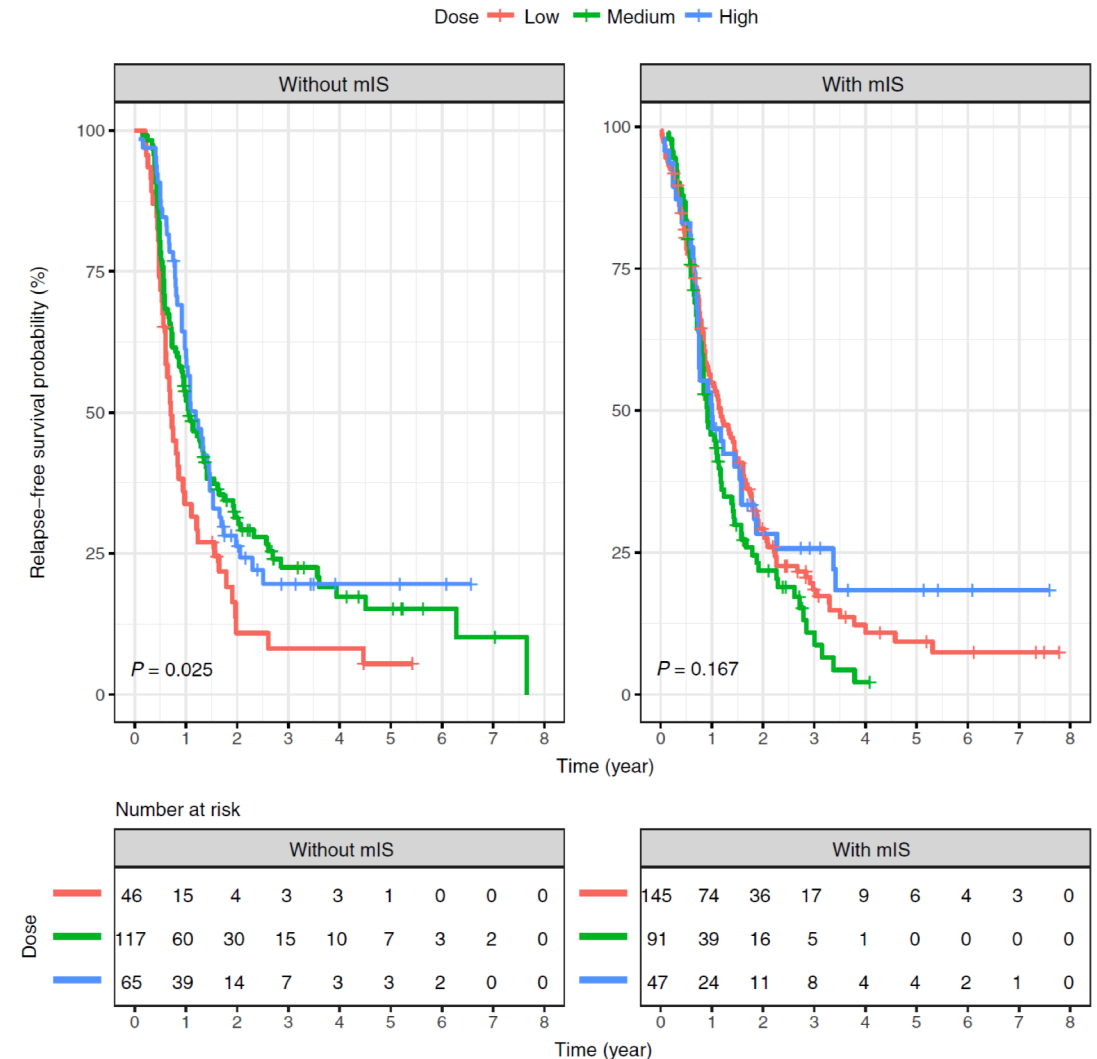 Dose Low Medium High
Without mIS With mIS
Relapse−free survival probability (%)
100 100
75 75
50 50
25 25
0 0
P = 0.025 P = 0.167
0 1 2 3 4 5 6 7 8 0 1 2 3 4 5 6 7 8
Time (year)
Number at risk
Without mIS With mIS
Dose
46 15 4 3 3 1 0 0 0 145 74 36 17 9 6 4 3 0
117 60 30 15 10 7 3 2 0 91 39 16 5 1 0 0 0 0
65 39 14 7 3 3 2 0 0 47 24 11 8 4 4 2 1 0
0 1 2 3 4 5 6 7 8 0 1 2 3 4 5 6 7 8
Time (year)